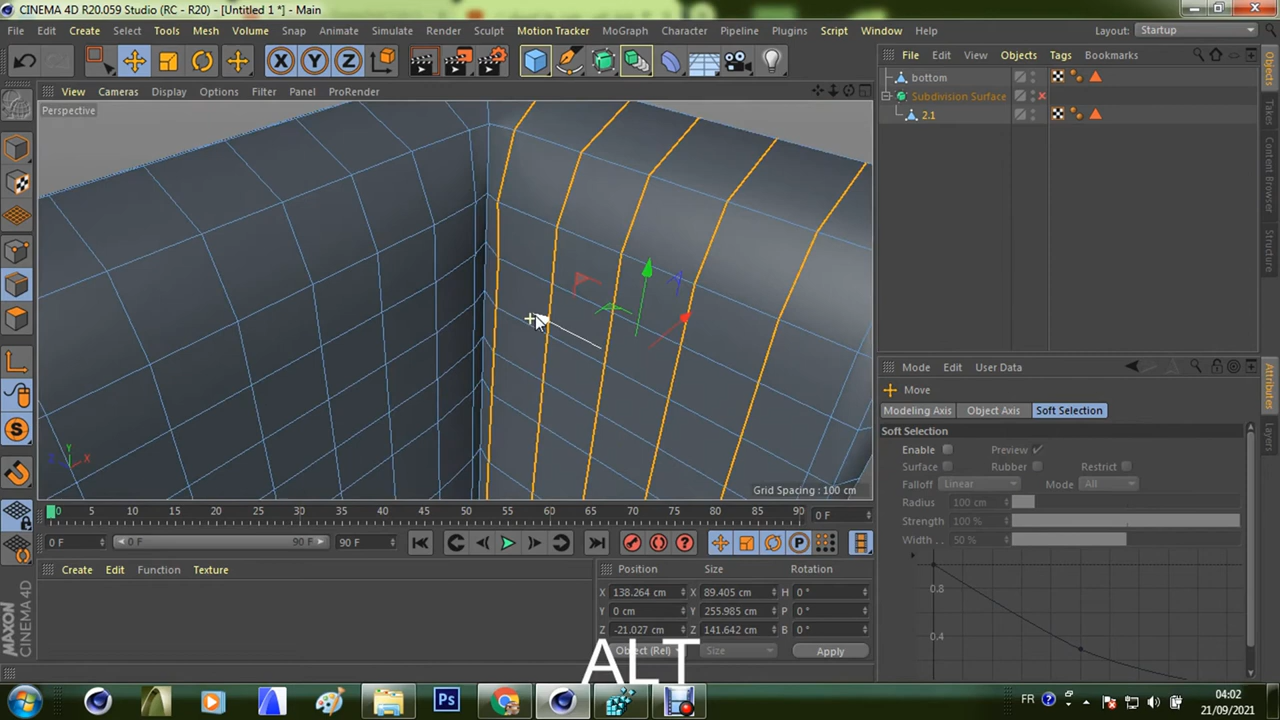 CINEMA 4D R20.059 Studio (RC - R20) - [Untitled 1 *] - Main
File Edit Create Select Tools Mesh Volume Snap Animate Simulate Render Sculpt Motion Tracker MoGraph Character Pipeline Plugins Script Window Help Layout: Startup
File Edit View Objects Tags Bookmarks
View Cameras Display Options Filter Panel ProRender
Perspective
bottom
Subdivision Surface
2.1
Objects
Takes
Content Browser
Structure
Mode Edit User Data
Move
Modeling Axis Object Axis Soft Selection
Soft Selection
Enable Preview
Surface Rubber Restrict
Falloff Linear Mode All
Radius 100 cm
Strength 100 %
Width 50 %
0.8
0.4
Attributes
Layers
Y
X
Grid Spacing : 100 cm
0 5 10 15 20 25 30 35 40 45 50 55 60 65 70 75 80 85 90 0 F
0 F 0 F 90 F 90 F
Create Edit Function Texture
Position Size Rotation
X 138.264 cm X 89.405 cm H 0 °
Y 0 cm Y 255.985 cm P 0 °
Z -21.027 cm Z 141.642 cm B 0 °
Object (Rel) Size Apply
MAXON
CINEMA 4D
ALT
Ps
FR
04:02
21/09/2021